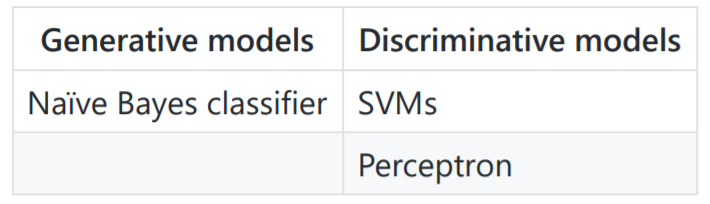 Generative models Discriminative models
Naïve Bayes classifier SVMs
Perceptron